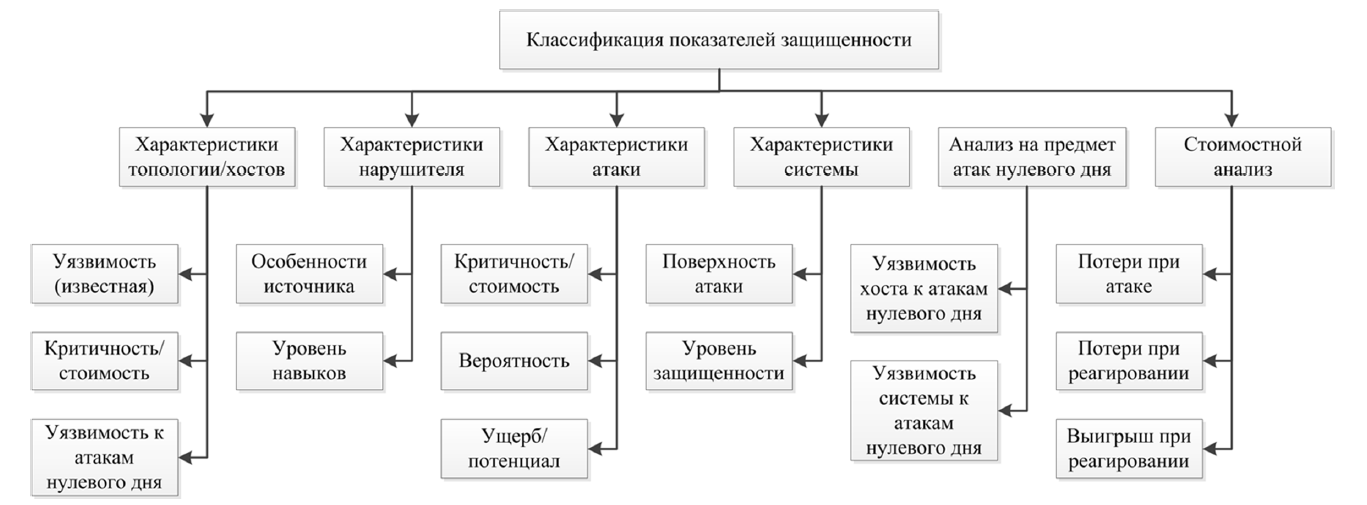 Классификация показателей защищенности
Характеристики
топологии/хостов
Характеристики
нарушителя
Характеристики
атаки
Характеристики
системы
Анализ на предмет
атак нулевого дня
Стоимостной
анализ
Уязвимость
(известная)
Критичность/
стоимость
Уязвимость к
атакам
нулевого дня
Особенности
источника
Уровень
навыков
Критичность/
стоимость
Вероятность
Ущерб/
потенциал
Поверхность
атаки
Уровень
защищенности
Уязвимость
хоста к атакам
нулевого дня
Уязвимость
системы к
атакам
нулевого дня
Потери при
атаке
Потери при
реагировании
Выигрыш при
реагировании